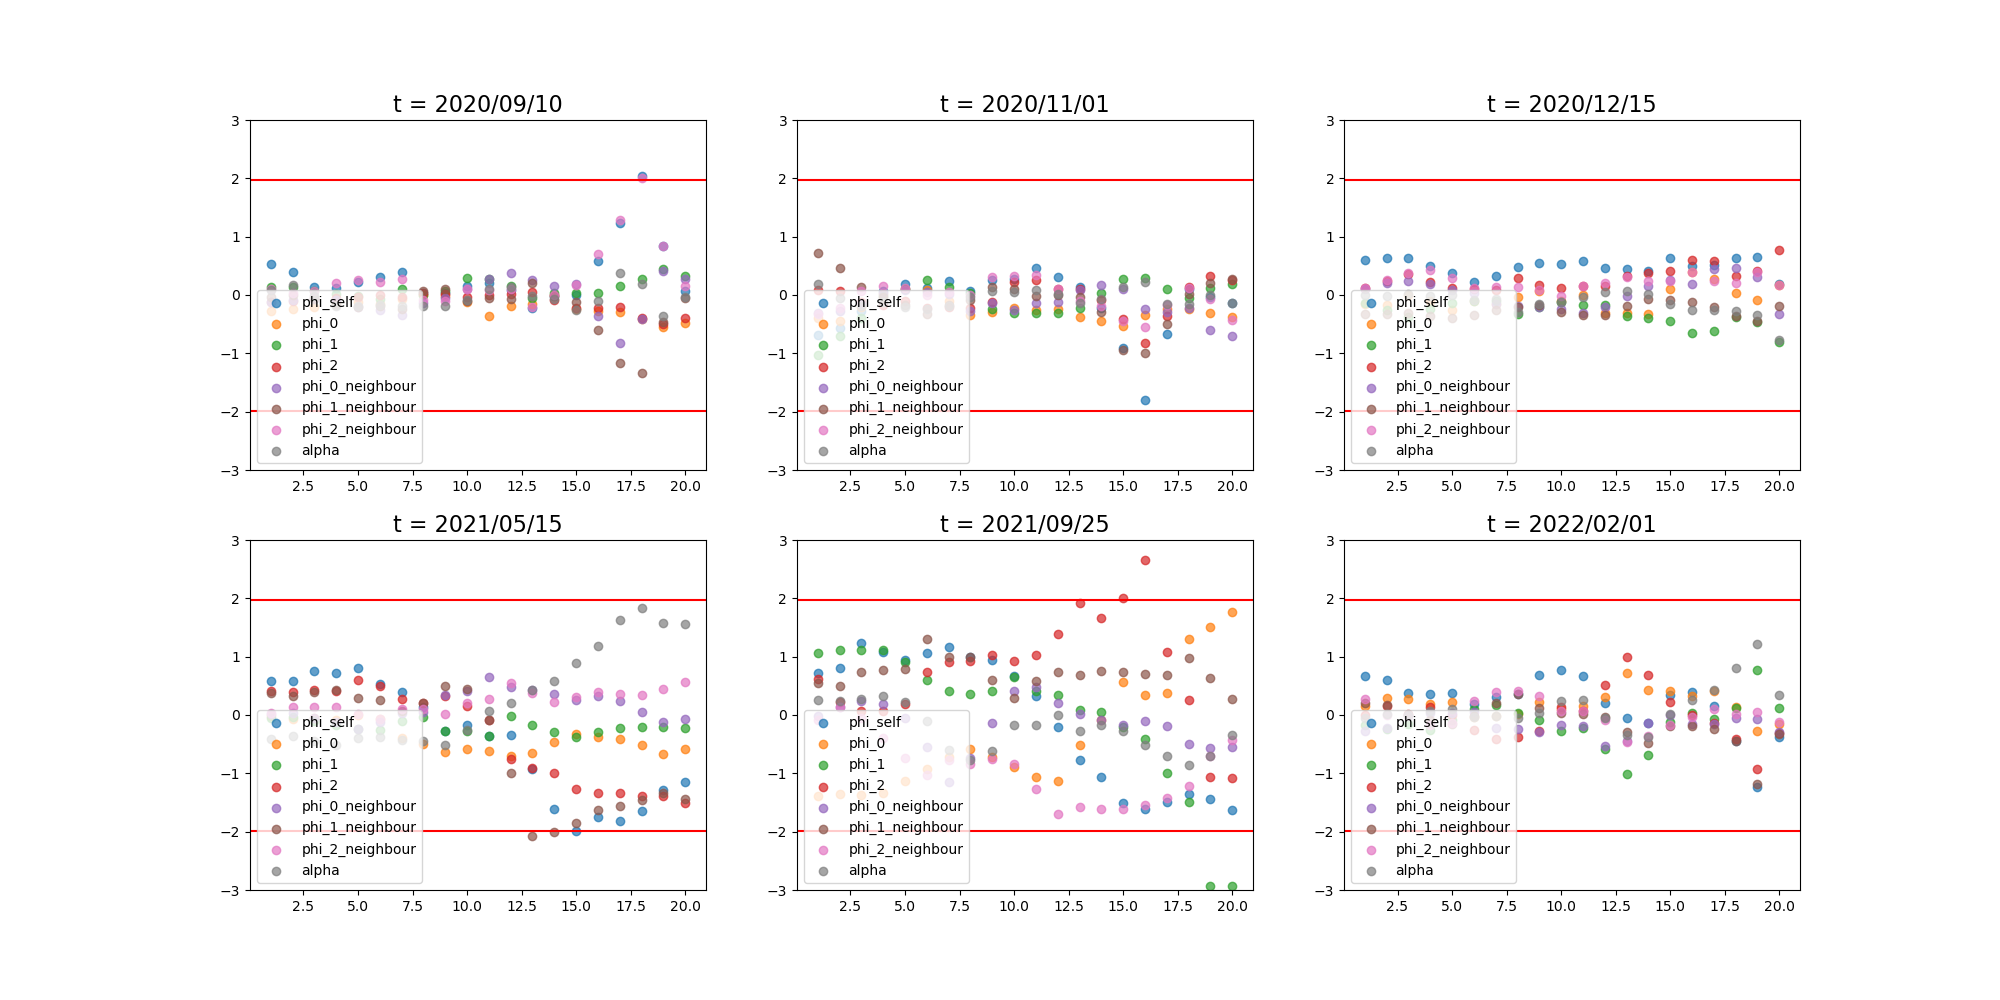 t = 2020/09/10
3
2
1
0
−1
−2
−3
phi_self
phi_0
phi_1
phi_2
phi_0_neighbour
phi_1_neighbour
phi_2_neighbour
alpha
2.5 5.0 7.5 10.0 12.5 15.0 17.5 20.0
t = 2020/11/01
3
2
1
0
−1
−2
−3
phi_self
phi_0
phi_1
phi_2
phi_0_neighbour
phi_1_neighbour
phi_2_neighbour
alpha
2.5 5.0 7.5 10.0 12.5 15.0 17.5 20.0
t = 2020/12/15
3
2
1
0
−1
−2
−3
phi_self
phi_0
phi_1
phi_2
phi_0_neighbour
phi_1_neighbour
phi_2_neighbour
alpha
2.5 5.0 7.5 10.0 12.5 15.0 17.5 20.0
t = 2021/05/15
3
2
1
0
−1
−2
−3
phi_self
phi_0
phi_1
phi_2
phi_0_neighbour
phi_1_neighbour
phi_2_neighbour
alpha
2.5 5.0 7.5 10.0 12.5 15.0 17.5 20.0
t = 2021/09/25
3
2
1
0
−1
−2
−3
phi_self
phi_0
phi_1
phi_2
phi_0_neighbour
phi_1_neighbour
phi_2_neighbour
alpha
2.5 5.0 7.5 10.0 12.5 15.0 17.5 20.0
t = 2022/02/01
3
2
1
0
−1
−2
−3
phi_self
phi_0
phi_1
phi_2
phi_0_neighbour
phi_1_neighbour
phi_2_neighbour
alpha
2.5 5.0 7.5 10.0 12.5 15.0 17.5 20.0